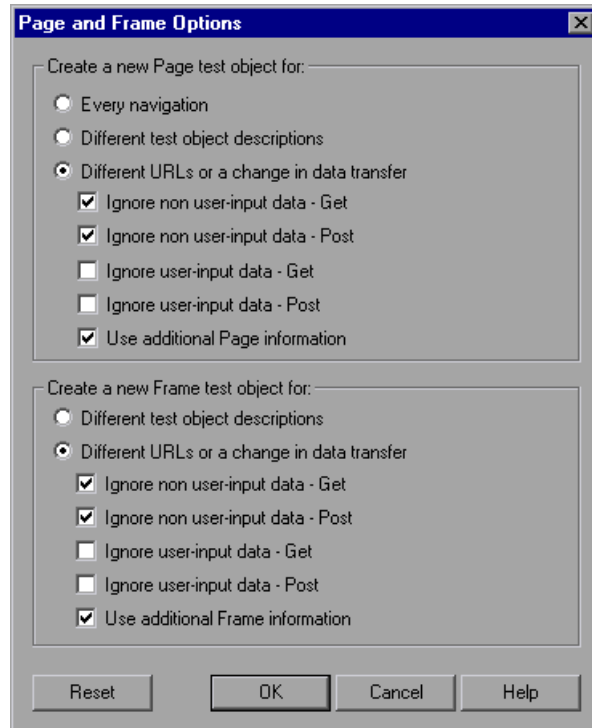 Page and Frame Options
Create a new Page test object for:
Every navigation
Different test object descriptions
Different URLs or a change in data transfer
Ignore non user-input data - Get
Ignore non user-input data - Post
Ignore user-input data - Get
Ignore user-input data - Post
Use additional Page information
Create a new Frame test object for:
Different test object descriptions
Different URLs or a change in data transfer
Ignore non user-input data - Get
Ignore non user-input data - Post
Ignore user-input data - Get
Ignore user-input data - Post
Use additional Frame information
Reset OK Cancel Help